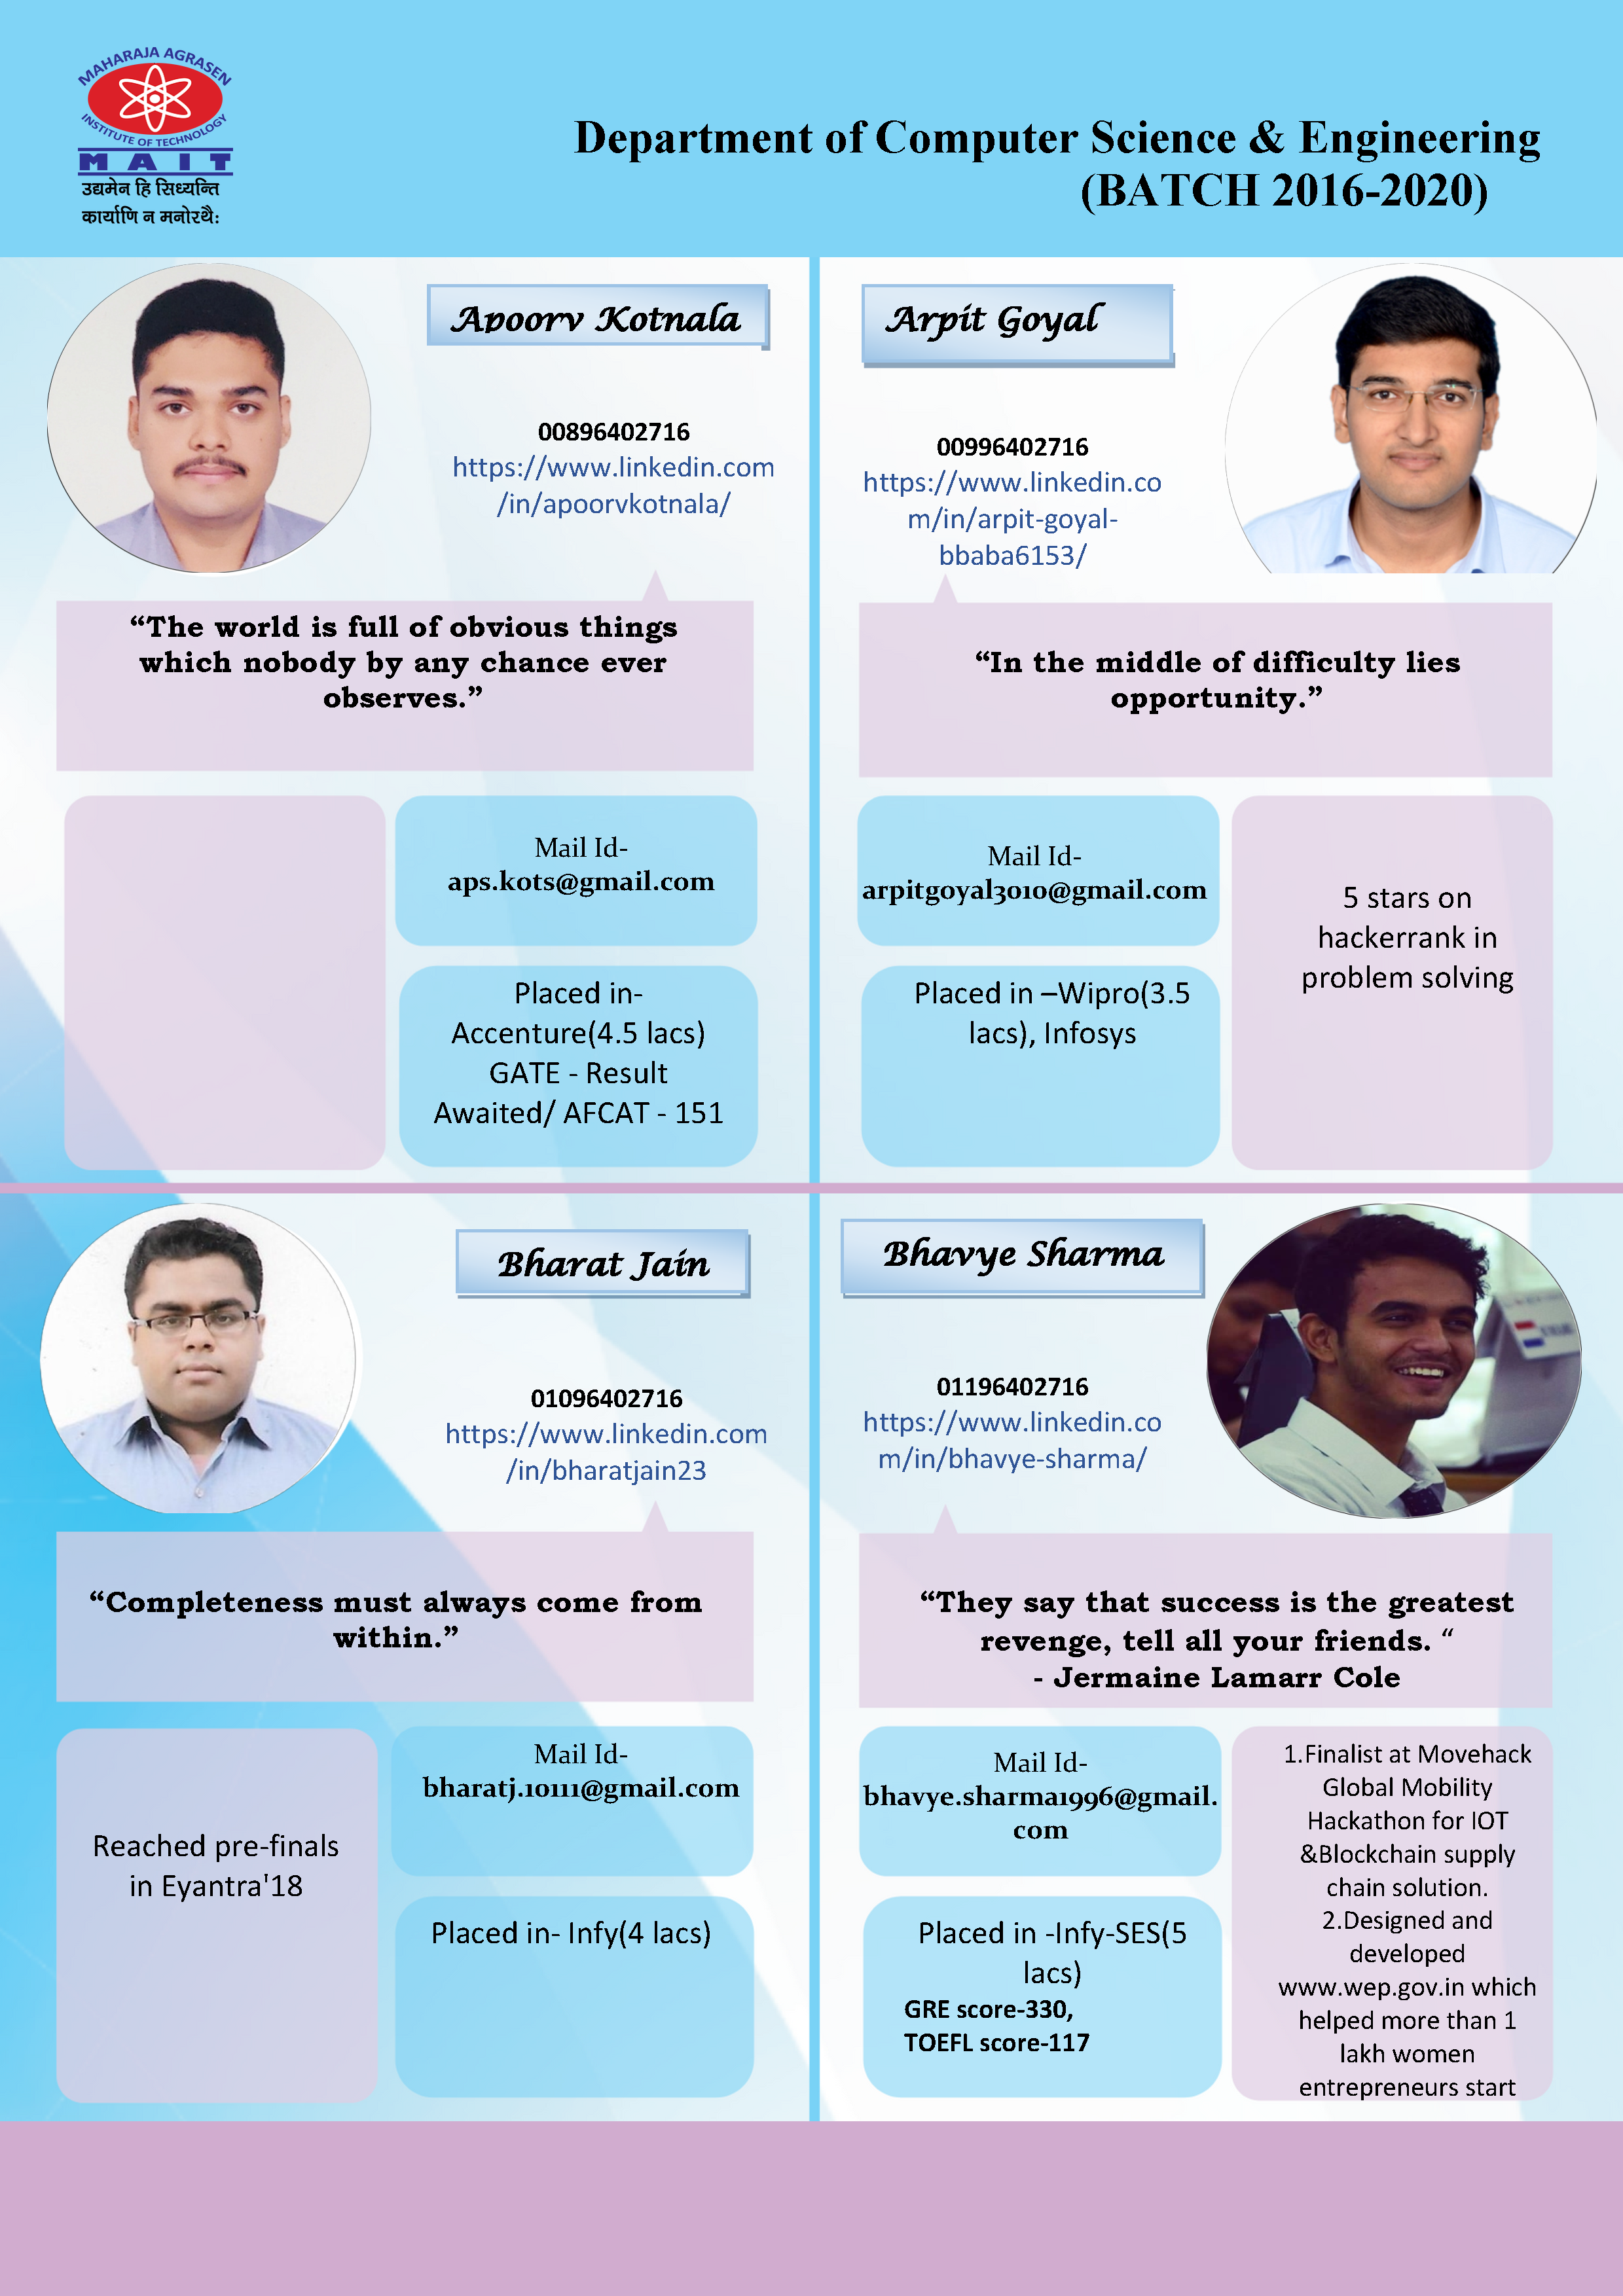 MAHARAJA AGRASEN
INSTITUTE OF TECHNOLOGY
MAIT
उद्यमेन हि सिध्यन्ति
कार्याणि न मनोरथै:
Department of Computer Science & Engineering
(BATCH 2016-2020)
Apoorv Kotnala
00896402716
https://www.linkedin.com
/in/apoorvkotnala/
“The world is full of obvious things
which nobody by any chance ever
observes.”
Mail Id-
aps.kots@gmail.com
Placed in-
Accenture(4.5 lacs)
GATE - Result
Awaited/ AFCAT - 151
Arpit Goyal
00996402716
https://www.linkedin.co
m/in/arpit-goyal-
bbaba6153/
“In the middle of difficulty lies
opportunity.”
Mail Id-
arpitgoyal3010@gmail.com
Placed in –Wipro(3.5
lacs), Infosys
5 stars on
hackerrank in
problem solving
Bharat Jain
01096402716
https://www.linkedin.com
/in/bharatjain23
“Completeness must always come from
within.”
Reached pre-finals
in Eyantra'18
Mail Id-
bharatj.10111@gmail.com
Placed in- Infy(4 lacs)
Bhavye Sharma
01196402716
https://www.linkedin.co
m/in/bhavye-sharma/
“They say that success is the greatest
revenge, tell all your friends. “
- Jermaine Lamarr Cole
Mail Id-
bhavye.sharma1996@gmail.
com
Placed in -Infy-SES(5
lacs)
GRE score-330,
TOEFL score-117
1.Finalist at Movehack
Global Mobility
Hackathon for IOT
&Blockchain supply
chain solution.
2.Designed and
developed
www.wep.gov.in which
helped more than 1
lakh women
entrepreneurs start